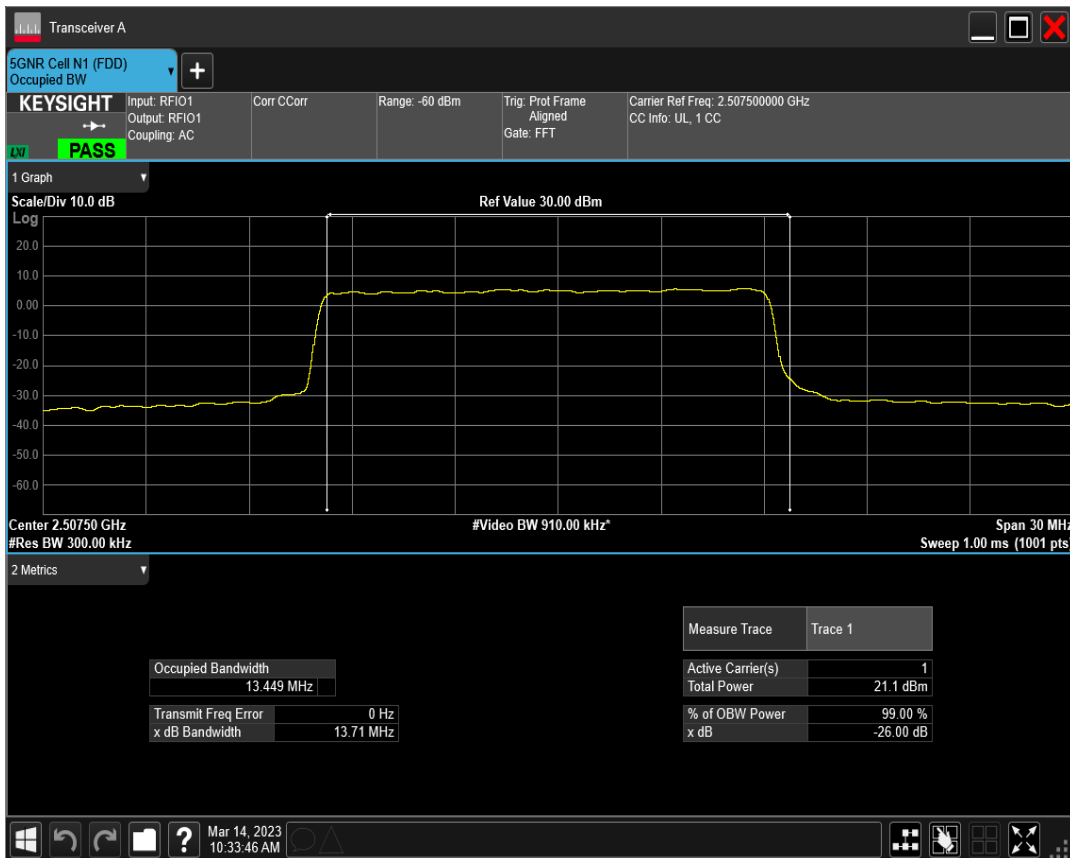 Transceiver A
5GNR Cell N1 (FDD)
Occupied BW
KEYSIGHT
LXI
PASS
Input: RFIO1
Output: RFIO1
Coupling: AC
Corr CCorr
Range: -60 dBm
Trig: Prot Frame
Aligned
Gate: FFT
Carrier Ref Freq: 2.507500000 GHz
CC Info: UL, 1 CC
1 Graph
Scale/Div 10.0 dB
Ref Value 30.00 dBm
Log
20.0
10.0
0.00
-10.0
-20.0
-30.0
-40.0
-50.0
-60.0
Center 2.50750 GHz
#Video BW 910.00 kHz*
Span 30 MHz
#Res BW 300.00 kHz
Sweep 1.00 ms (1001 pts)
2 Metrics
Measure Trace Trace 1
Occupied Bandwidth
13.449 MHz
Active Carrier(s) 1
Total Power 21.1 dBm
Transmit Freq Error 0 Hz
x dB Bandwidth 13.71 MHz
% of OBW Power 99.00 %
x dB -26.00 dB
?
Mar 14, 2023
10:33:46 AM